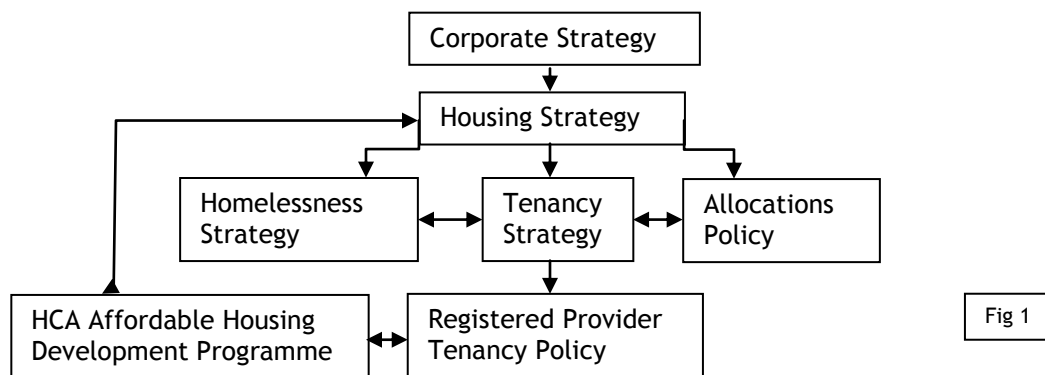 Corporate Strategy
Housing Strategy
Homelessness
Strategy
Tenancy
Strategy
Allocations
Policy
HCA Affordable Housing
Development Programme
Registered Provider
Tenancy Policy
Fig 1